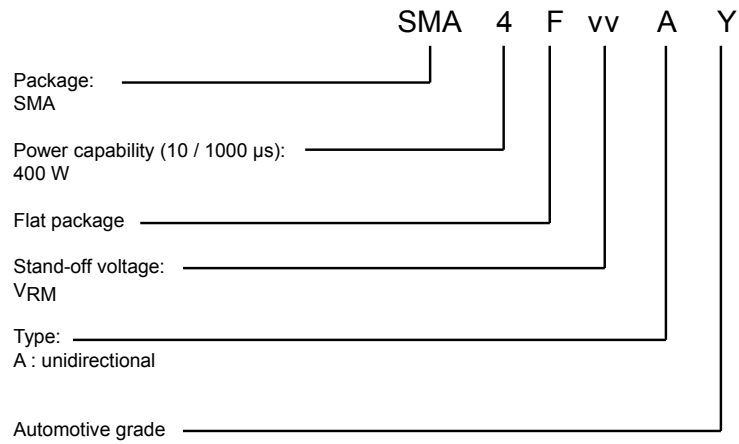 SMA 4 F vv A Y
Package:
SMA
Power capability (10 / 1000 µs):
400 W
Flat package
Stand-off voltage:
VRM
Type:
A : unidirectional
Automotive grade